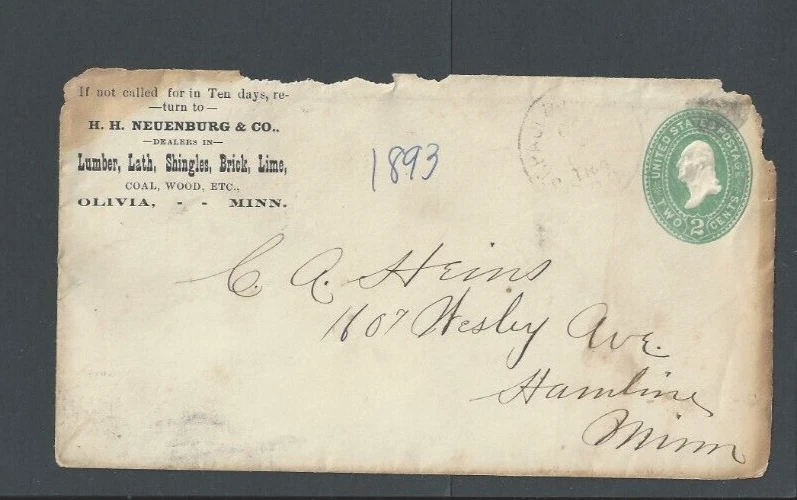 If not called for in Ten days, re-
—turn to—
H. H. NEUENBURG & CO..
—DEALERS IN—
Lumber, Lath, Shingles, Brick, Lime,
COAL, WOOD, ETC.,
OLIVIA, - - MINN.
1893
UNITED STATES POSTAGE
TWO 2 CENTS
C. A. Heins
1607 Wesley Ave.
Hamline
Minn